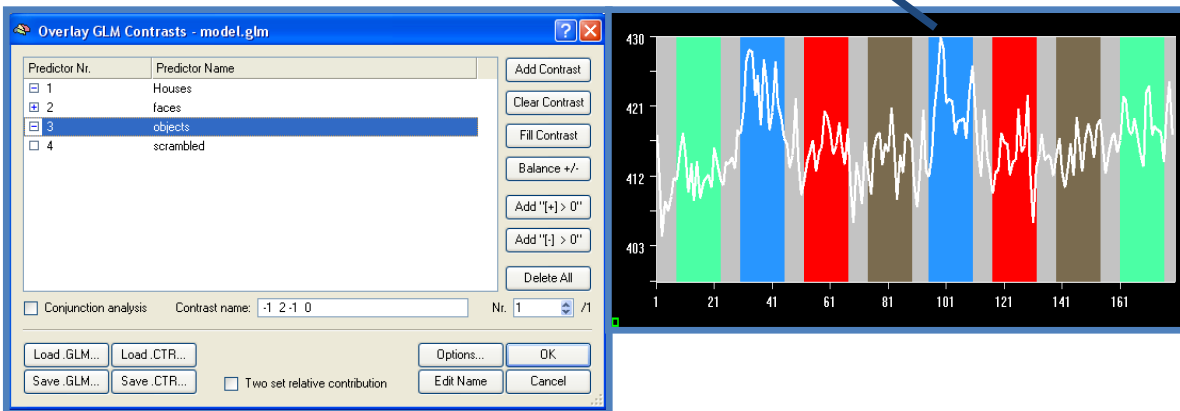 Overlay GLM Contrasts - model.glm
Predictor Nr. Predictor Name
1 Houses
2 faces
3 objects
4 scrambled
Add Contrast
Clear Contrast
Fill Contrast
Balance +/-
Add "[+] > 0"
Add "[-] > 0"
Delete All
Conjunction analysis Contrast name: -1 2 -1 0 Nr. 1 /1
Load .GLM... Load .CTR... Options... OK
Save .GLM... Save .CTR... Two set relative contribution Edit Name Cancel
430
421
412
403
1 21 41 61 81 101 121 141 161